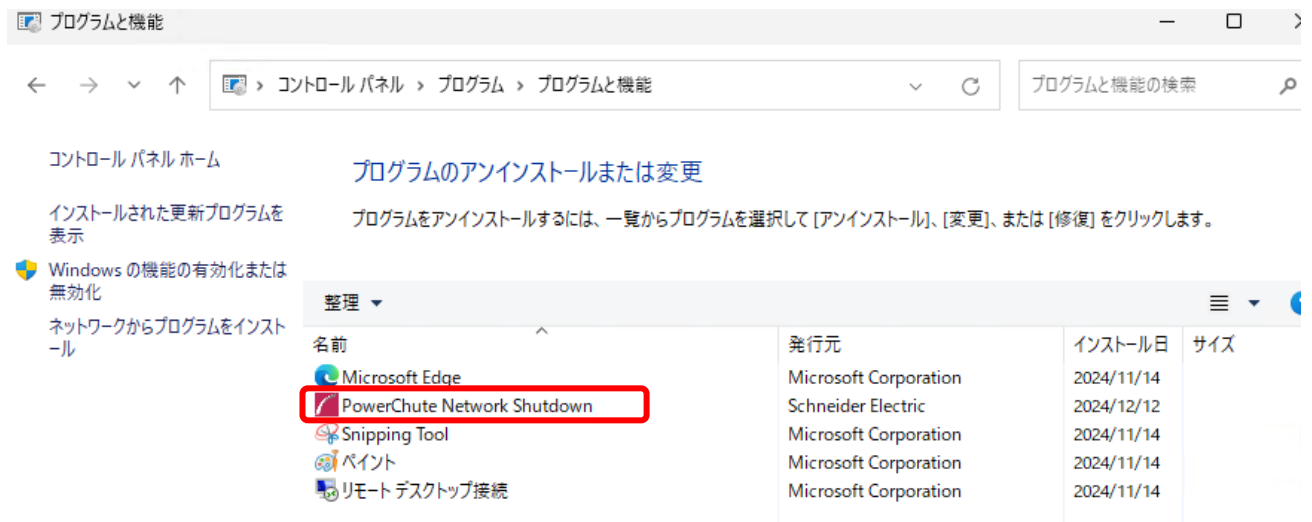 プログラムと機能
コントロール パネル › プログラム › プログラムと機能
プログラムと機能の検索
コントロール パネル ホーム
インストールされた更新プログラムを
表示
Windows の機能の有効化または
無効化
ネットワークからプログラムをインスト
ール
プログラムのアンインストールまたは変更
プログラムをアンインストールするには、一覧からプログラムを選択して [アンインストール]、[変更]、または [修復] をクリックします。
整理
名前 発行元 インストール日 サイズ
Microsoft Edge Microsoft Corporation 2024/11/14
PowerChute Network Shutdown Schneider Electric 2024/12/12
Snipping Tool Microsoft Corporation 2024/11/14
ペイント Microsoft Corporation 2024/11/14
リモート デスクトップ接続 Microsoft Corporation 2024/11/14